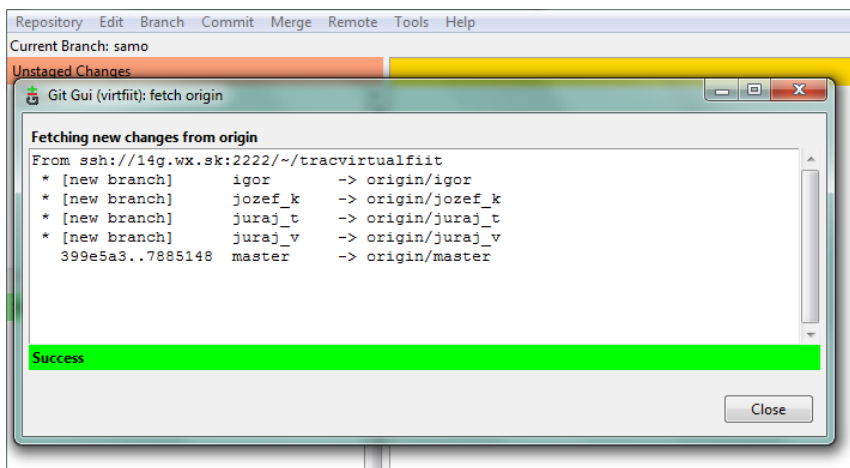 Repository Edit Branch Commit Merge Remote Tools Help
Current Branch: samo
Unstaged Changes
Git Gui (virtfiit): fetch origin
Fetching new changes from origin
From ssh://14g.wx.sk:2222/~/tracvirtualfiit
* [new branch] igor -> origin/igor
* [new branch] jozef_k -> origin/jozef_k
* [new branch] juraj_t -> origin/juraj_t
* [new branch] juraj_v -> origin/juraj_v
399e5a3..7885148 master -> origin/master
Success
Close